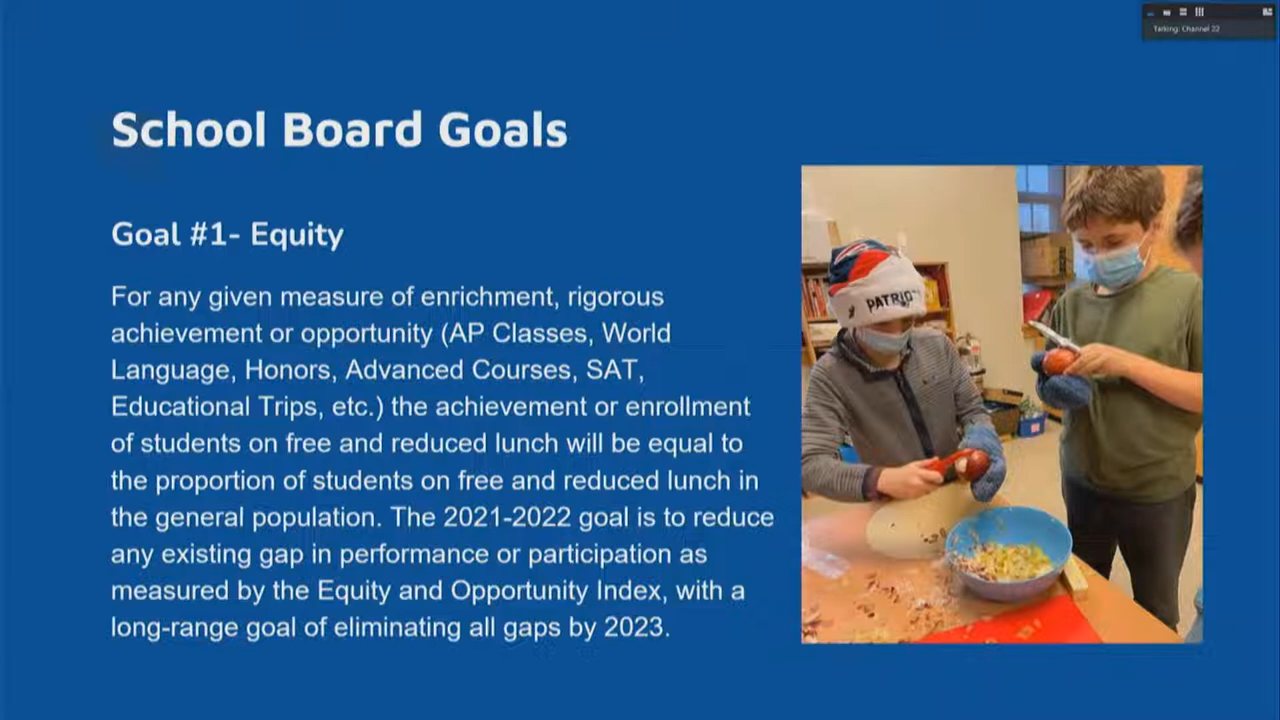 Talking: Channel 22
School Board Goals
Goal #1- Equity
For any given measure of enrichment, rigorous
achievement or opportunity (AP Classes, World
Language, Honors, Advanced Courses, SAT,
Educational Trips, etc.) the achievement or enrollment
of students on free and reduced lunch will be equal to
the proportion of students on free and reduced lunch in
the general population. The 2021-2022 goal is to reduce
any existing gap in performance or participation as
measured by the Equity and Opportunity Index, with a
long-range goal of eliminating all gaps by 2023.